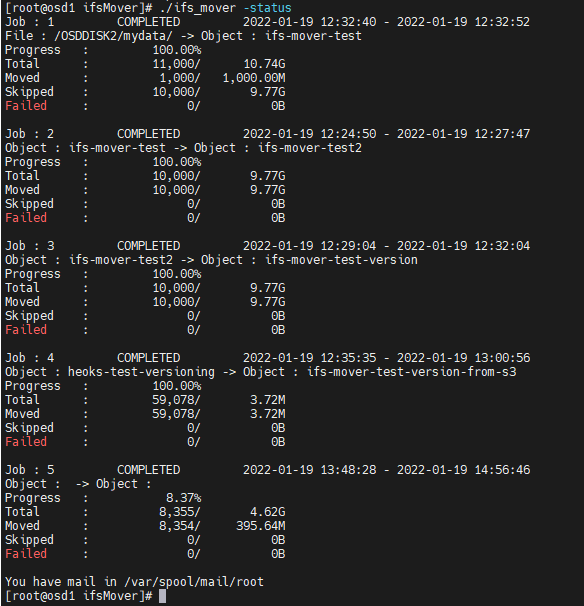 [root@osd1 ifsMover]# ./ifs_mover -status
Job : 1         COMPLETED         2022-01-19 12:32:40 - 2022-01-19 12:32:52
File : /OSDDISK2/mydata/ -> Object : ifs-mover-test
Progress   :         100.00%
Total      :         11,000/      10.74G
Moved      :          1,000/   1,000.00M
Skipped    :         10,000/       9.77G
Failed     :              0/          0B

Job : 2         COMPLETED         2022-01-19 12:24:50 - 2022-01-19 12:27:47
Object : ifs-mover-test -> Object : ifs-mover-test2
Progress   :         100.00%
Total      :         10,000/       9.77G
Moved      :         10,000/       9.77G
Skipped    :              0/          0B
Failed     :              0/          0B

Job : 3         COMPLETED         2022-01-19 12:29:04 - 2022-01-19 12:32:04
Object : ifs-mover-test2 -> Object : ifs-mover-test-version
Progress   :         100.00%
Total      :         10,000/       9.77G
Moved      :         10,000/       9.77G
Skipped    :              0/          0B
Failed     :              0/          0B

Job : 4         COMPLETED         2022-01-19 12:35:35 - 2022-01-19 13:00:56
Object : heoks-test-versioning -> Object : ifs-mover-test-version-from-s3
Progress   :         100.00%
Total      :         59,078/       3.72M
Moved      :         59,078/       3.72M
Skipped    :              0/          0B
Failed     :              0/          0B

Job : 5         COMPLETED         2022-01-19 13:48:28 - 2022-01-19 14:56:46
Object :  -> Object :
Progress   :           8.37%
Total      :          8,355/       4.62G
Moved      :          8,354/     395.64M
Skipped    :              0/          0B
Failed     :              0/          0B

You have mail in /var/spool/mail/root
[root@osd1 ifsMover]#